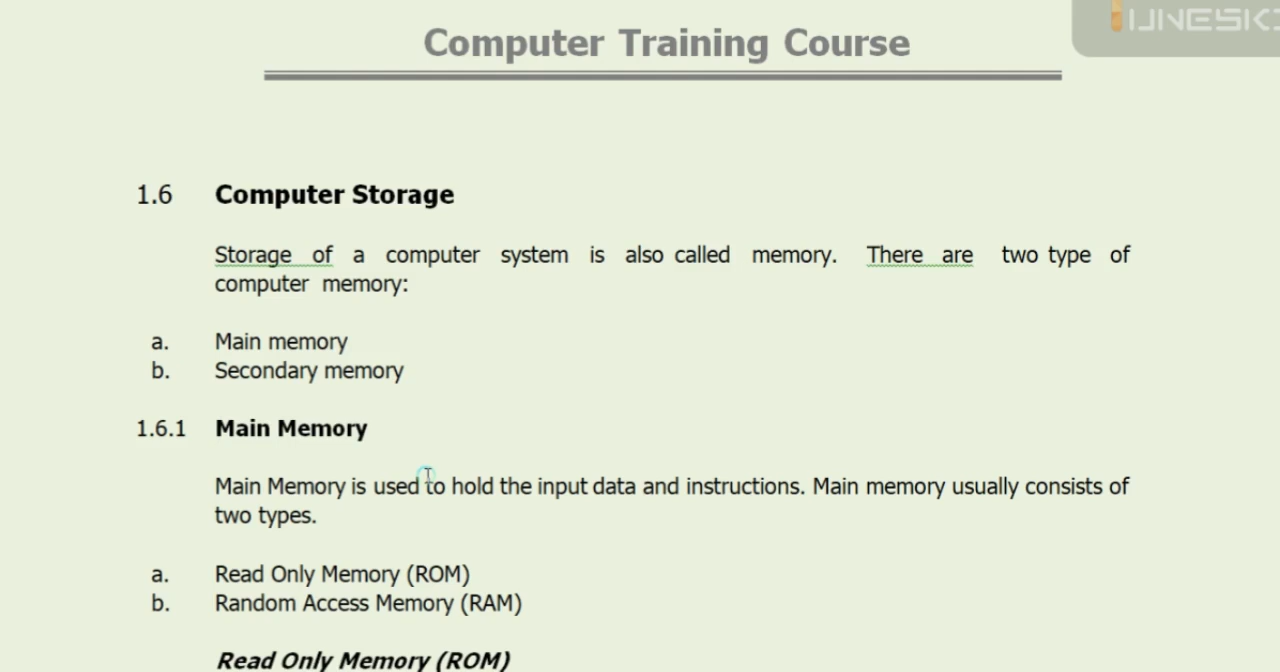 Computer Training Course
1.6 Computer Storage
Storage of a computer system is also called memory. There are two type of
computer memory:
a. Main memory
b. Secondary memory
1.6.1 Main Memory
Main Memory is used to hold the input data and instructions. Main memory usually consists of
two types.
a. Read Only Memory (ROM)
b. Random Access Memory (RAM)
Read Only Memory (ROM)